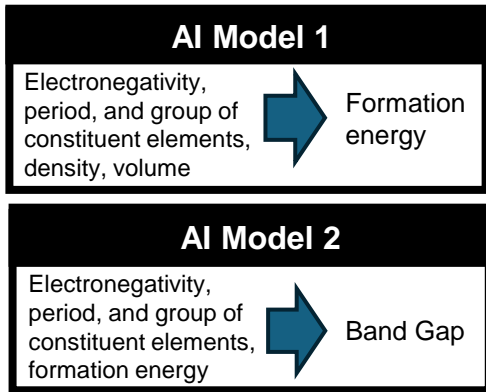 AI Model 1
Electronegativity,
period, and group of
constituent elements,
density, volume
Formation
energy
AI Model 2
Electronegativity,
period, and group of
constituent elements,
formation energy
Band Gap